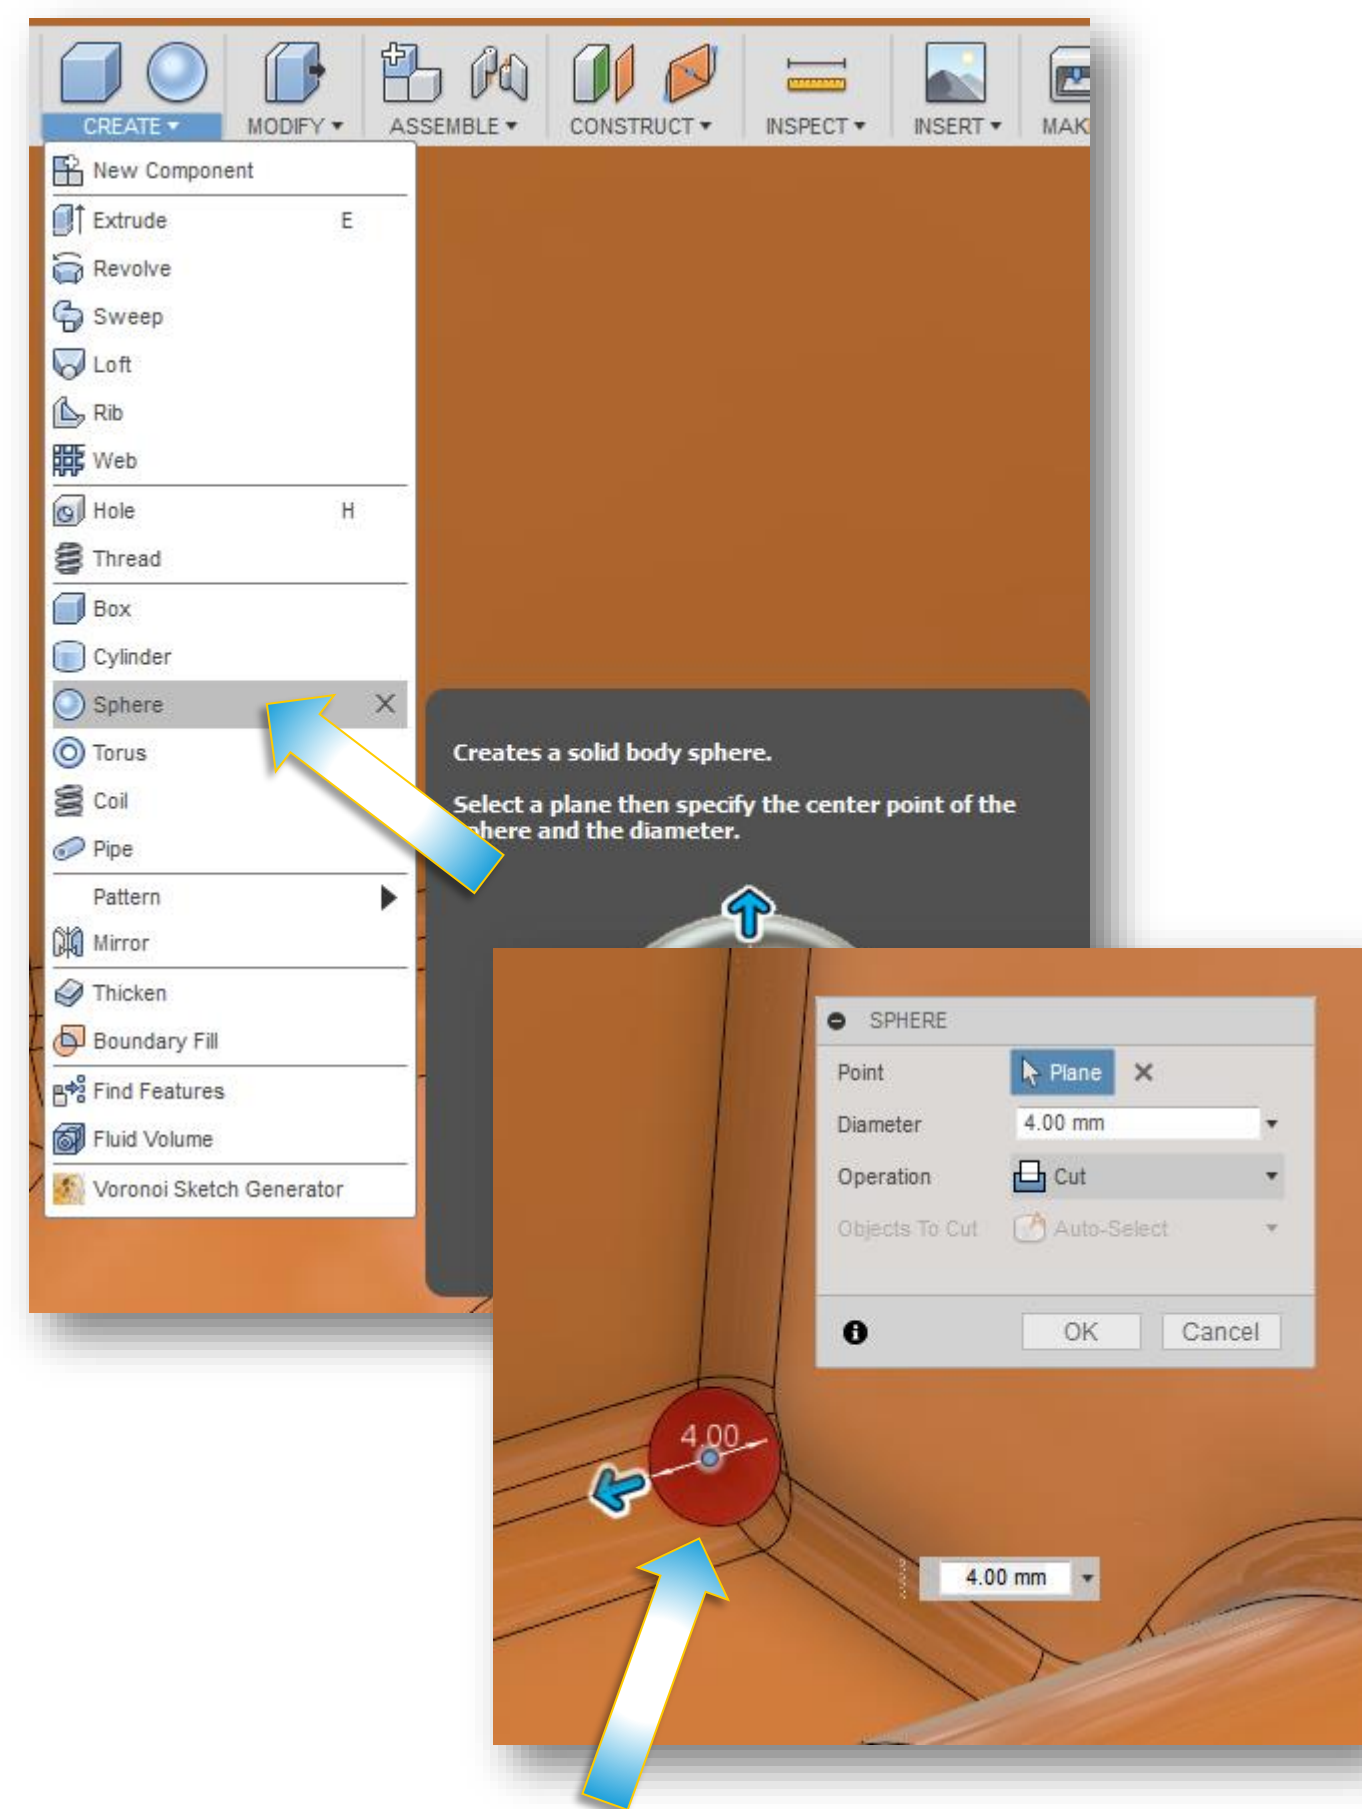 CREATE
MODIFY
ASSEMBLE
CONSTRUCT
INSPECT
INSERT
MAK
New Component
Extrude E
Revolve
Sweep
Loft
Rib
Web
Hole H
Thread
Box
Cylinder
Sphere
Torus
Coil
Pipe
Pattern
Mirror
Thicken
Boundary Fill
Find Features
Fluid Volume
Voronoi Sketch Generator
Creates a solid body sphere.
Select a plane then specify the center point of the
sphere and the diameter.
SPHERE
Point Plane
Diameter 4.00 mm
Operation Cut
Objects To Cut Auto-Select
OK Cancel
4.00
4.00 mm